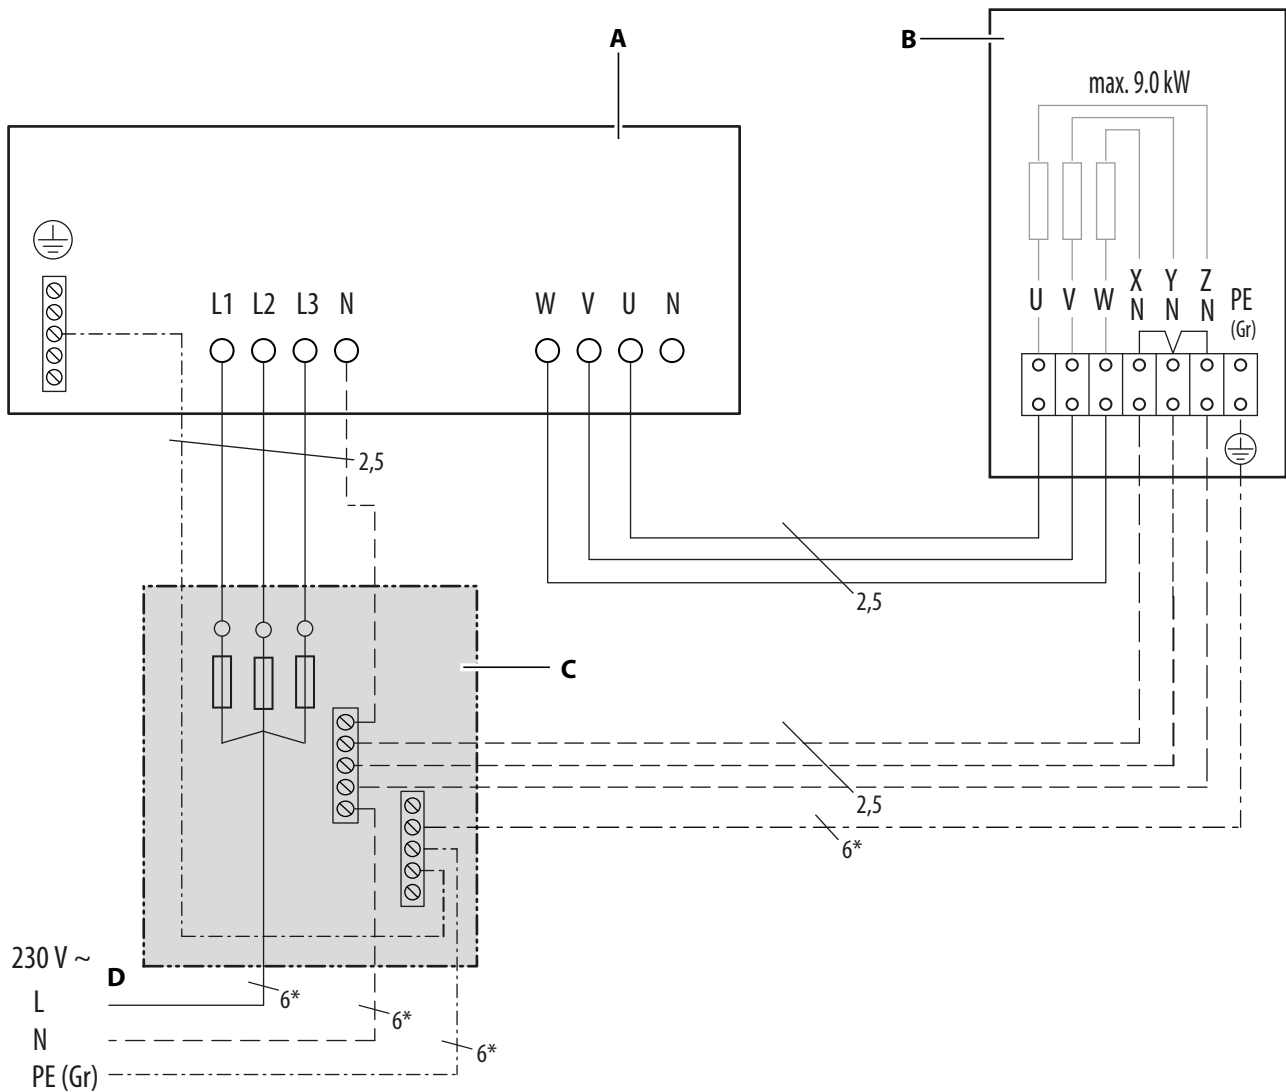 A
B
max. 9.0 kW
L1 L2 L3 N
W V U N
U V W X N Y N Z N PE (Gr)
2,5
2,5
C
2,5
6*
230 V ~
D
L
6*
6*
N
6*
PE (Gr)